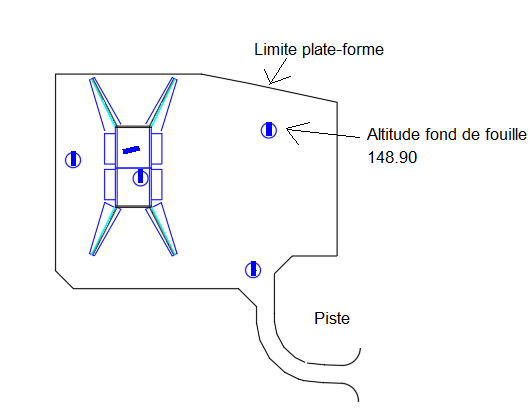 Limite plate-forme
Altitude fond de fouille
148.90
Piste